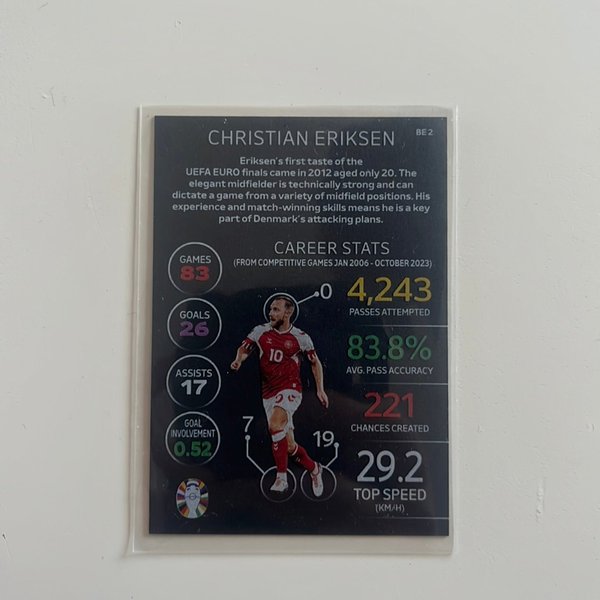 CHRISTIAN ERIKSEN
BE 2
Eriksen's first taste of the
UEFA EURO finals came in 2012 aged only 20. The
elegant midfielder is technically strong and can
dictate a game from a variety of midfield positions. His
experience and match-winning skills means he is a key
part of Denmark's attacking plans.
CAREER STATS
(FROM COMPETITIVE GAMES JAN 2006 - OCTOBER 2023)
GAMES
83
GOALS
26
ASSISTS
17
GOAL
INVOLVEMENT
0.52
0
10
7
19
4,243
PASSES ATTEMPTED
83.8%
AVG. PASS ACCURACY
221
CHANCES CREATED
29.2
TOP SPEED
(KM/H)